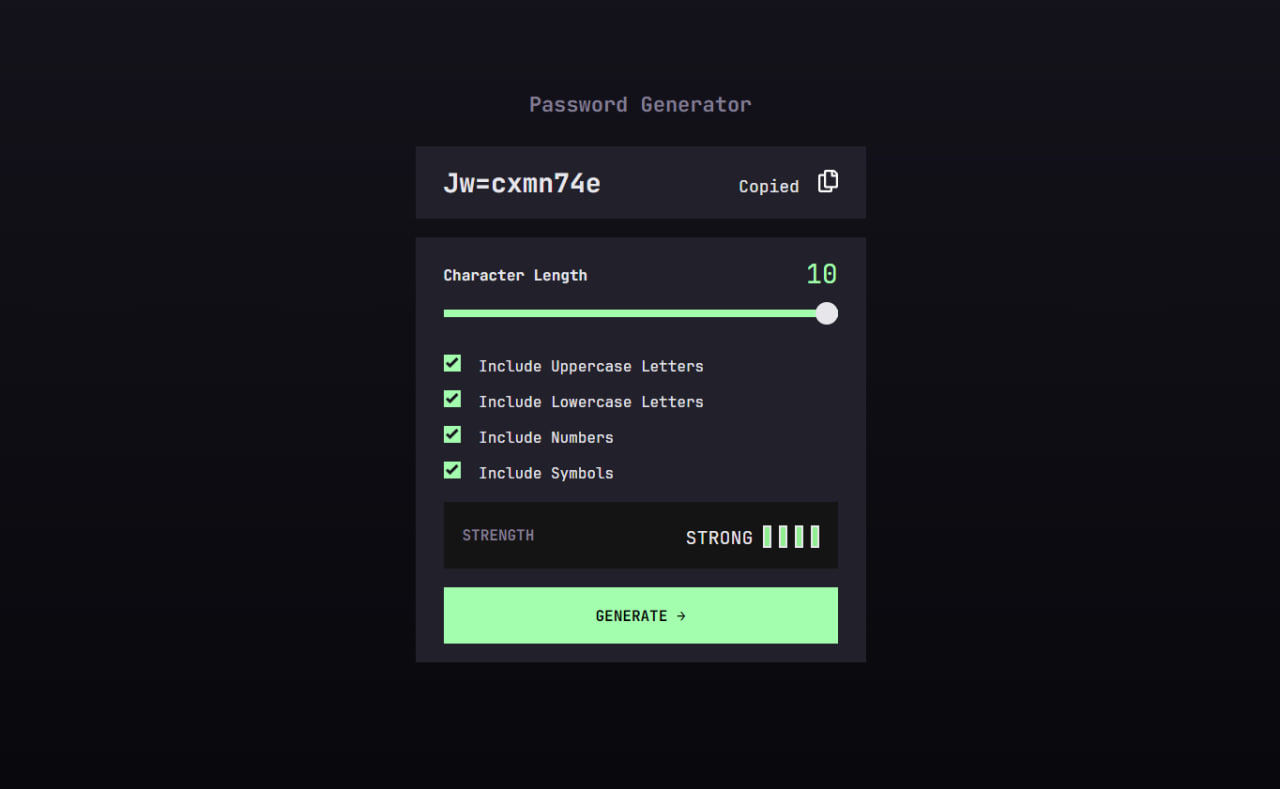 Password Generator
Jw=cxmn74e Copied
Character Length 10
Include Uppercase Letters
Include Lowercase Letters
Include Numbers
Include Symbols
STRENGTH STRONG
GENERATE →